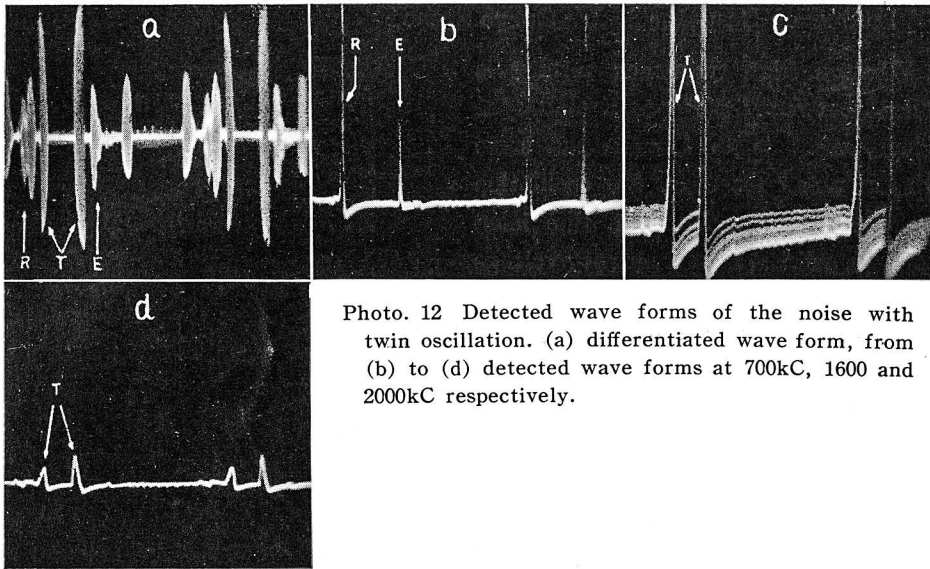 a
R T E
b
R E
C
T
d
T
Photo. 12 Detected wave forms of the noise with
twin oscillation. (a) differentiated wave form, from
(b) to (d) detected wave forms at 700kC, 1600 and
2000kC respectively.